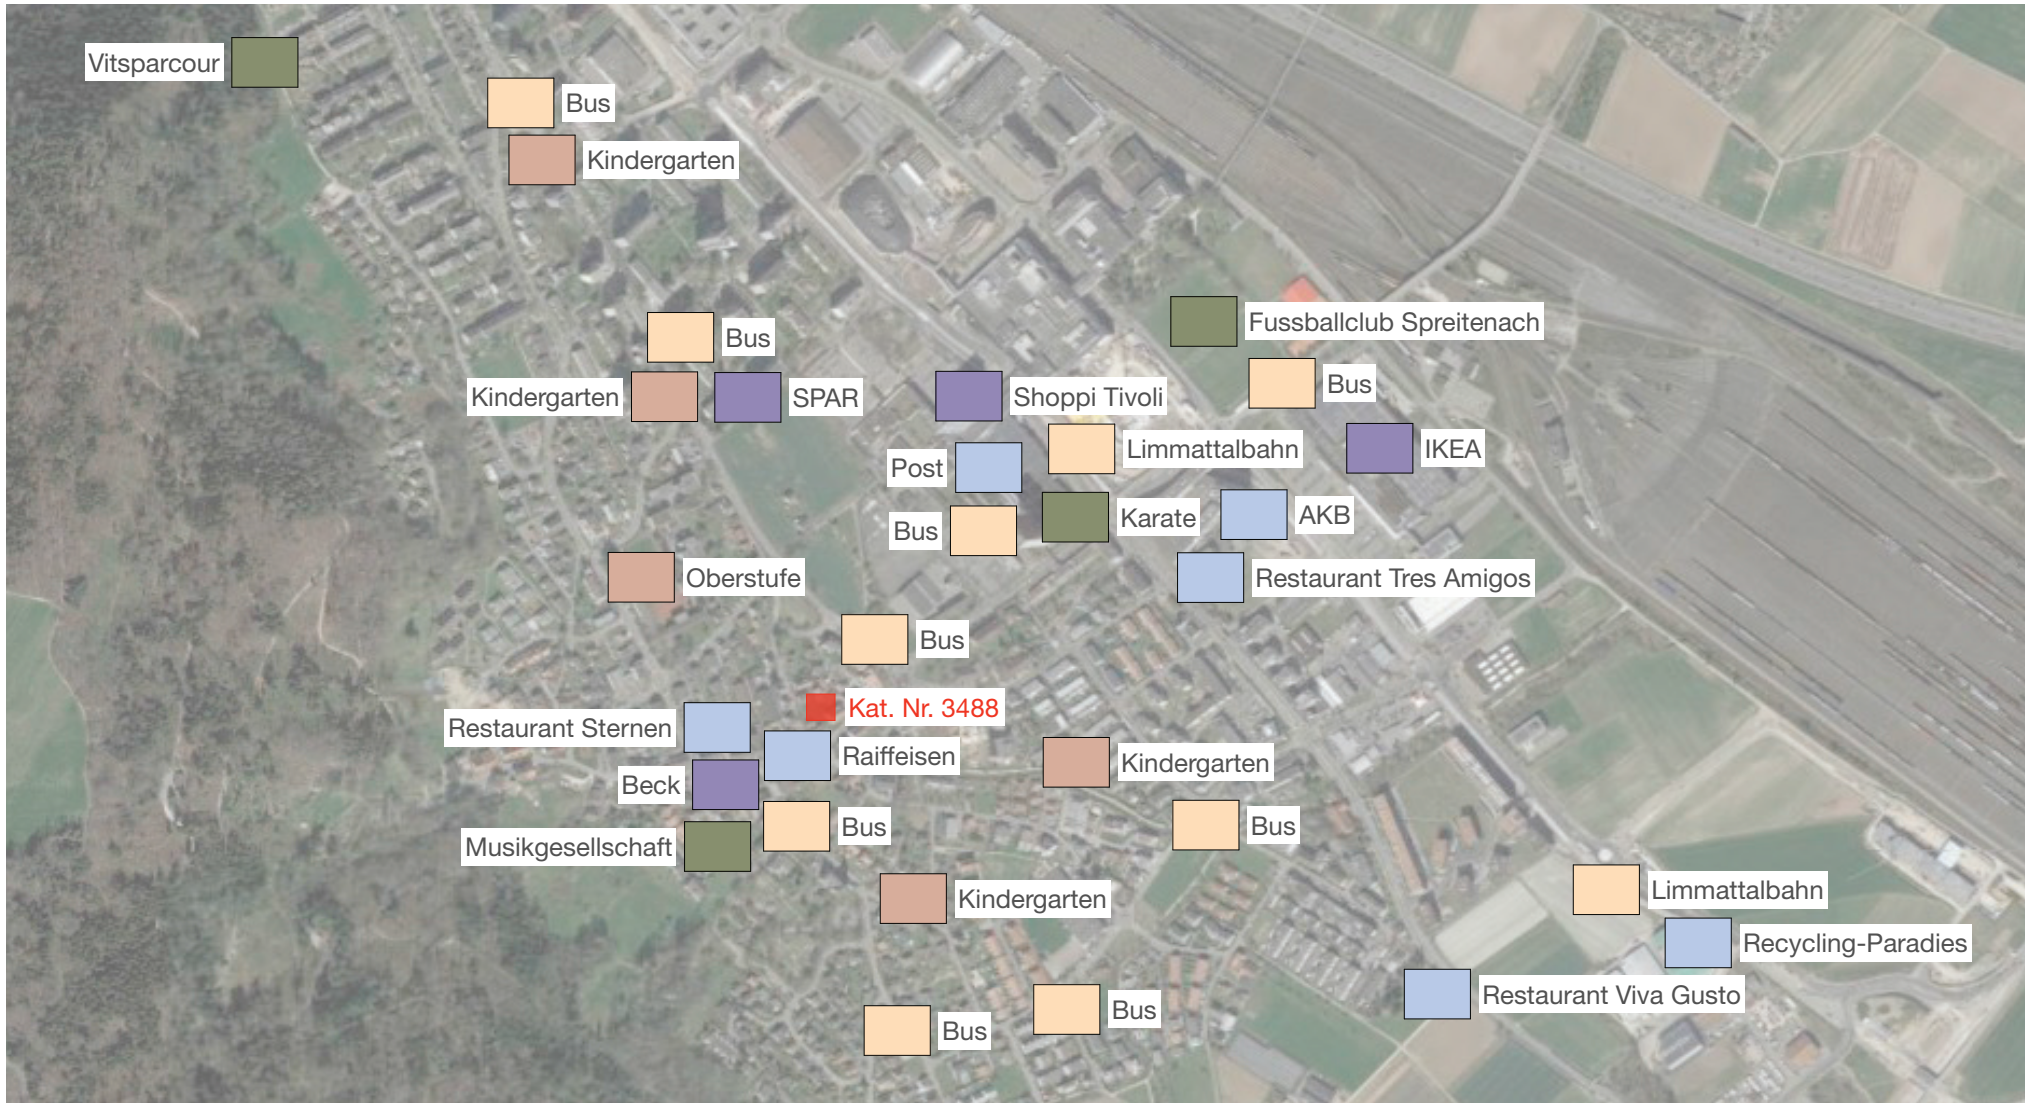 Vitsparcour
Bus
Kindergarten
Fussballclub Spreitenach
Bus
Bus
Kindergarten
SPAR
Shoppi Tivoli
Limmattalbahn
IKEA
Post
Karate
AKB
Bus
Oberstufe
Restaurant Tres Amigos
Bus
Kat. Nr. 3488
Restaurant Sternen
Raiffeisen
Kindergarten
Beck
Bus
Bus
Musikgesellschaft
Limmattalbahn
Kindergarten
Recycling-Paradies
Restaurant Viva Gusto
Bus
Bus